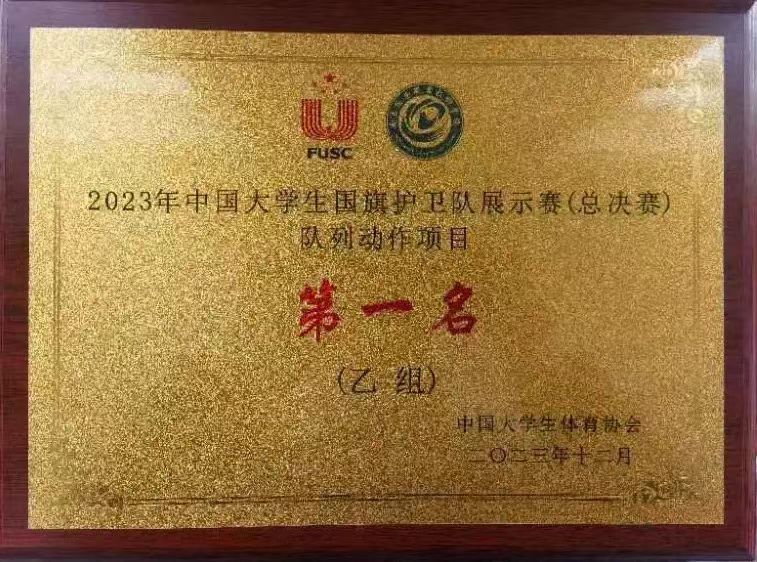 FUSC
2023年中国大学生国旗护卫队展示赛(总决赛)
队列动作项目
第一名
(乙组)
中国大学生体育协会
二〇二三年十二月